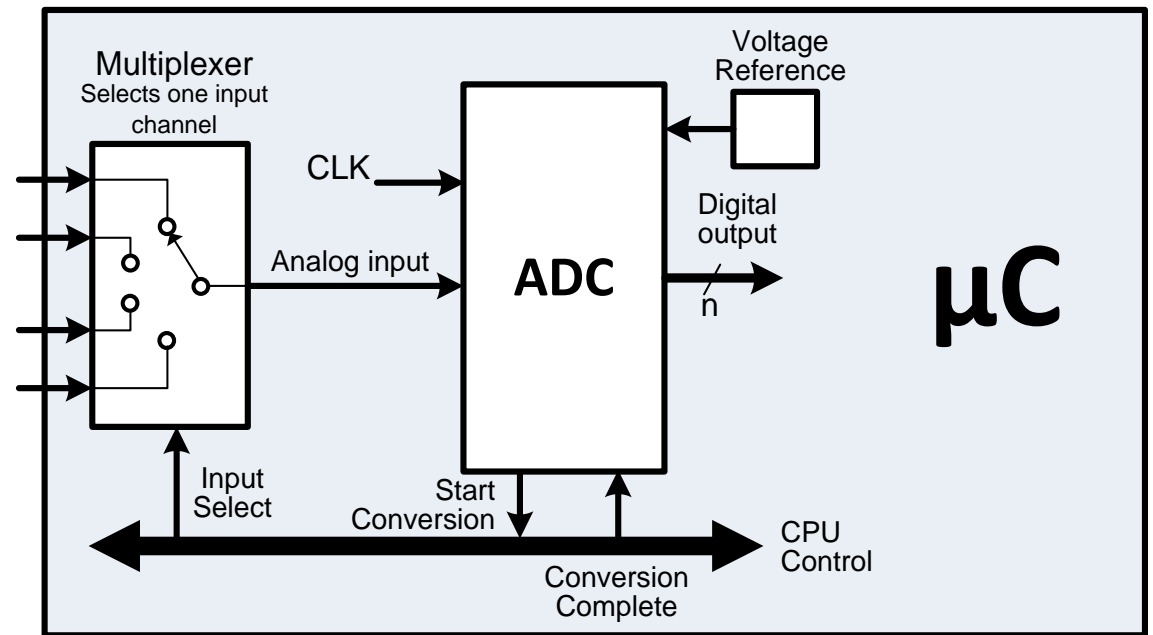 Multiplexer
Selects one input
channel
Voltage
Reference
CLK
Digital
output
Analog input
ADC
n
µC
Input
Select
Start
Conversion
CPU
Control
Conversion
Complete